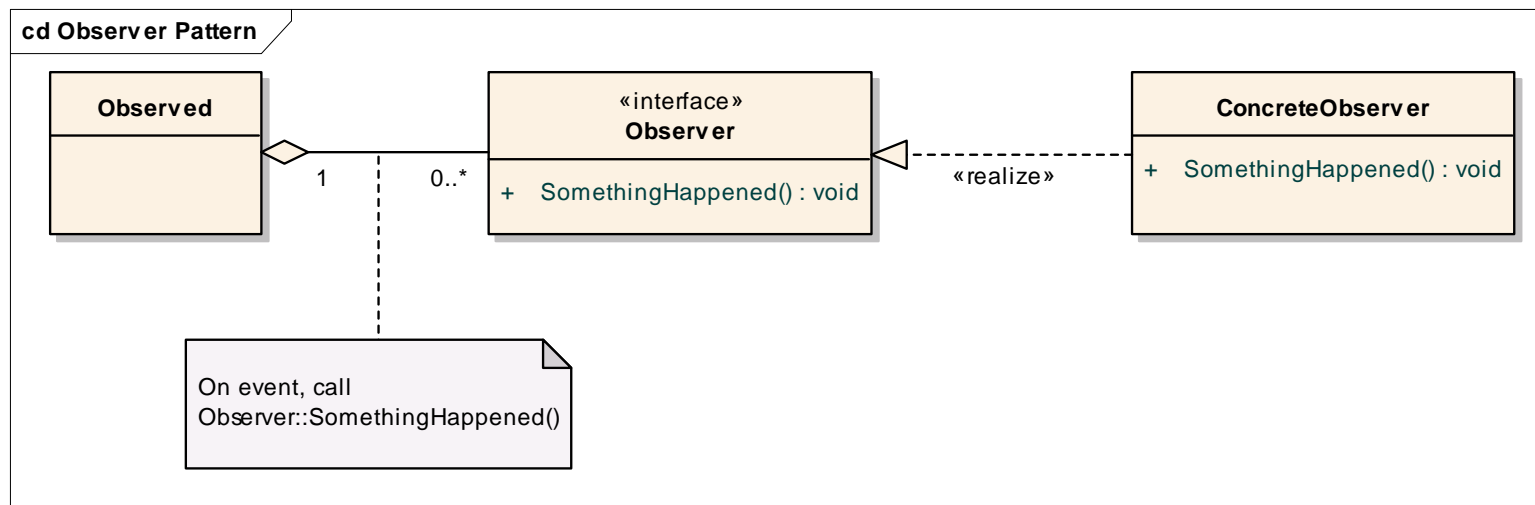 cd Observer Pattern
Observed
«interface»
Observer
+ SomethingHappened() : void
ConcreteObserver
+ SomethingHappened() : void
1
0..*
«realize»
On event, call
Observer::SomethingHappened()